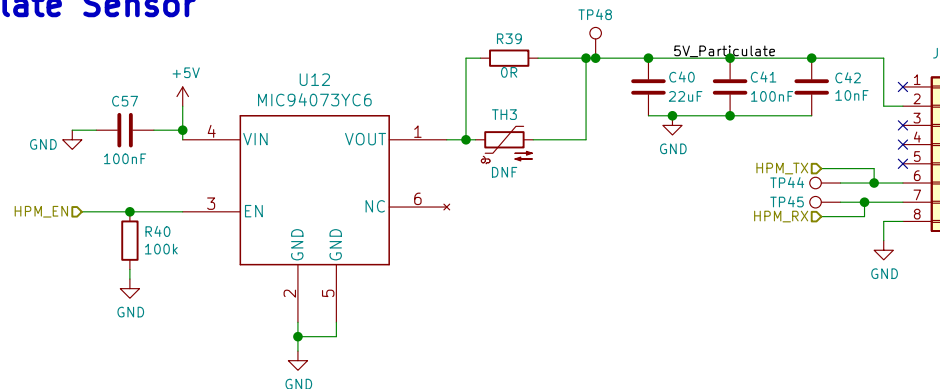 late Sensor
TP48
R39
0R
5V_Particulate
J
+5V
U12
MIC94073YC6
C57
100nF
GND
4
VIN
VOUT
1
TH3
DNF
C40
22uF
C41
100nF
C42
10nF
GND
1
2
3
4
5
6
7
8
HPM_TX
TP44
TP45
HPM_RX
GND
HPM_EN
3
EN
NC
6
R40
100k
GND
GND
GND
2
5
GND